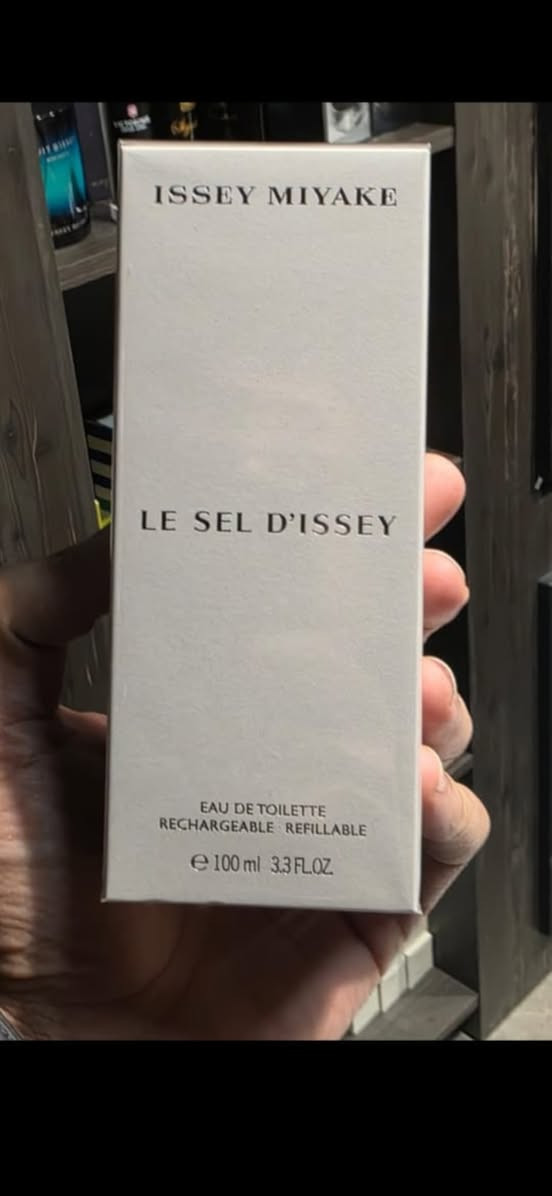 ISSEY MIYAKE
LE SEL D'ISSEY
EAU DE TOILETTE
RECHARGEABLE REFILLABLE
℮ 100 ml 3.3 FL.OZ.